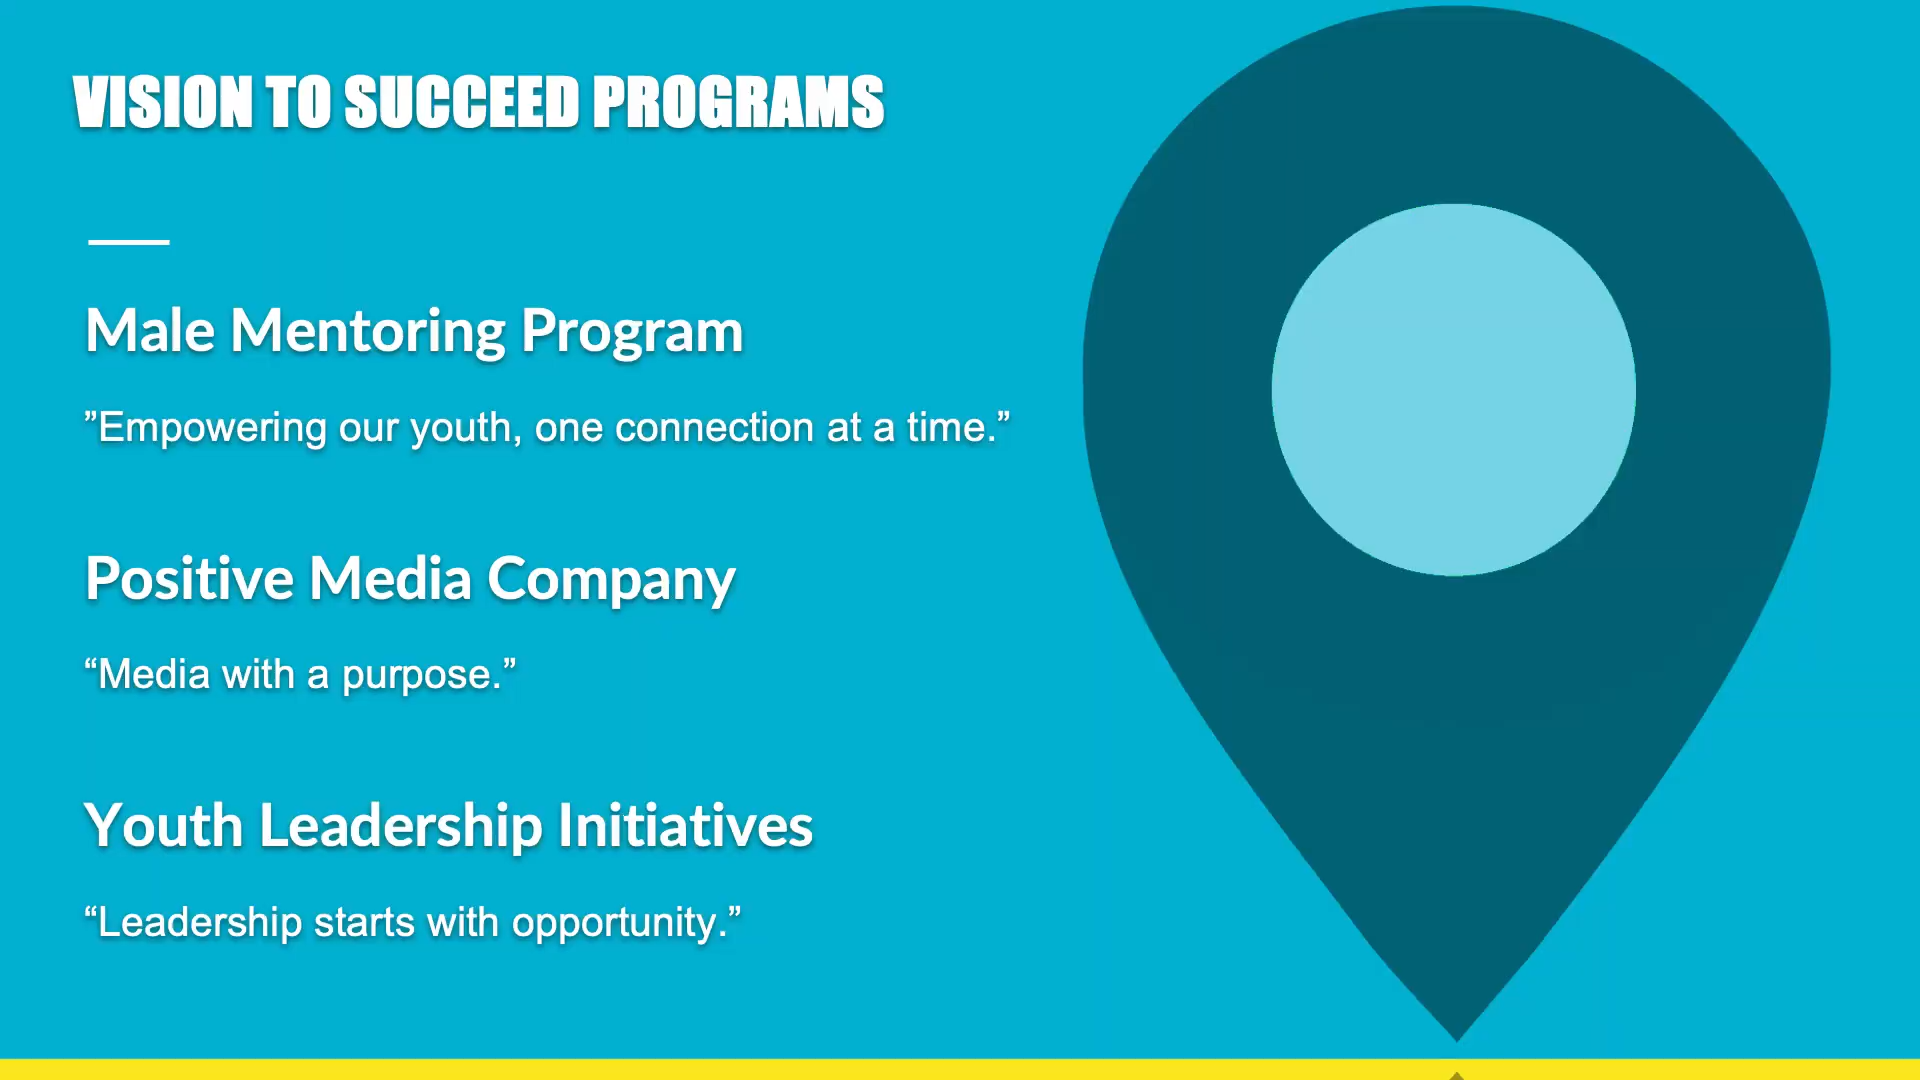 VISION TO SUCCEED PROGRAMS
Male Mentoring Program
”Empowering our youth, one connection at a time.”
Positive Media Company
“Media with a purpose.”
Youth Leadership Initiatives
“Leadership starts with opportunity.”